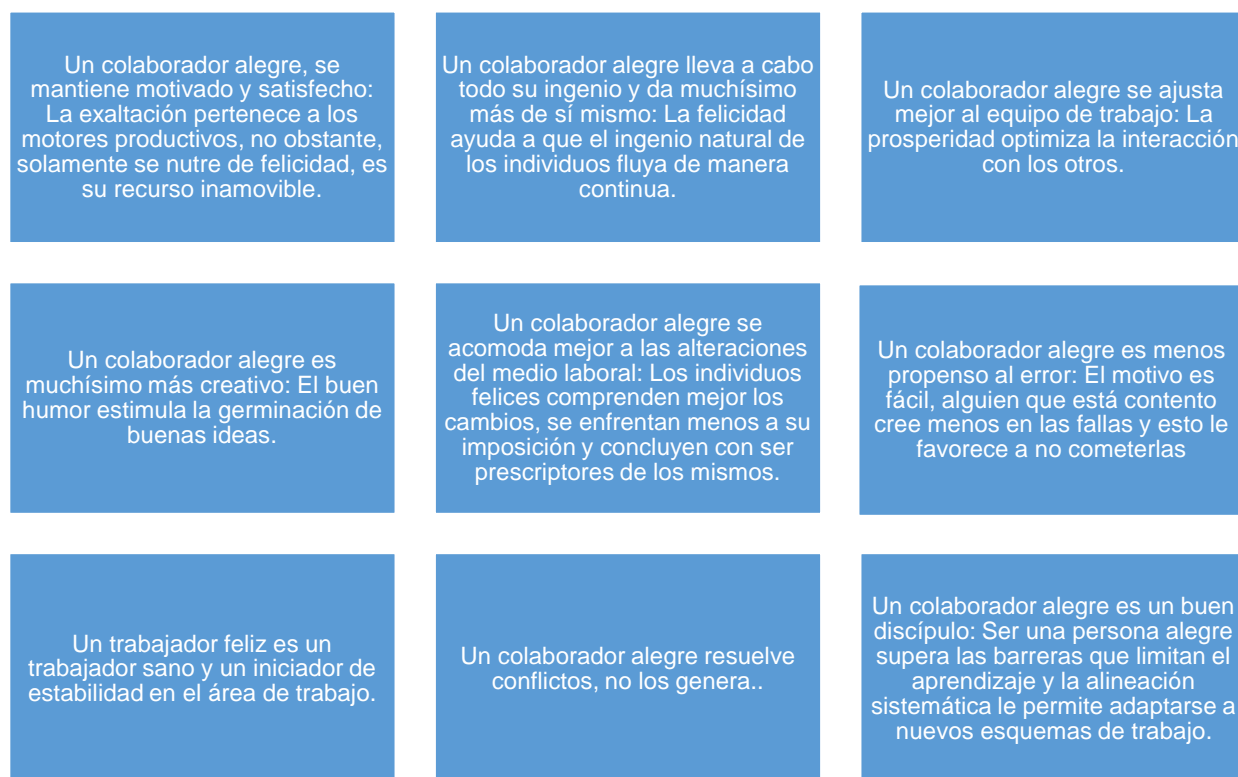 Un colaborador alegre, se
mantiene motivado y satisfecho:
La exaltación pertenece a los
motores productivos, no obstante,
solamente se nutre de felicidad, es
su recurso inamovible.
Un colaborador alegre lleva a cabo
todo su ingenio y da muchísimo
más de sí mismo: La felicidad
ayuda a que el ingenio natural de
los individuos fluya de manera
continua.
Un colaborador alegre se ajusta
mejor al equipo de trabajo: La
prosperidad optimiza la interacción
con los otros.
Un colaborador alegre es
muchísimo más creativo: El buen
humor estimula la germinación de
buenas ideas.
Un colaborador alegre se
acomoda mejor a las alteraciones
del medio laboral: Los individuos
felices comprenden mejor los
cambios, se enfrentan menos a su
imposición y concluyen con ser
prescriptores de los mismos.
Un colaborador alegre es menos
propenso al error: El motivo es
fácil, alguien que está contento
cree menos en las fallas y esto le
favorece a no cometerlas
Un trabajador feliz es un
trabajador sano y un iniciador de
estabilidad en el área de trabajo.
Un colaborador alegre resuelve
conflictos, no los genera..
Un colaborador alegre es un buen
discípulo: Ser una persona alegre
supera las barreras que limitan el
aprendizaje y la alineación
sistemática le permite adaptarse a
nuevos esquemas de trabajo.